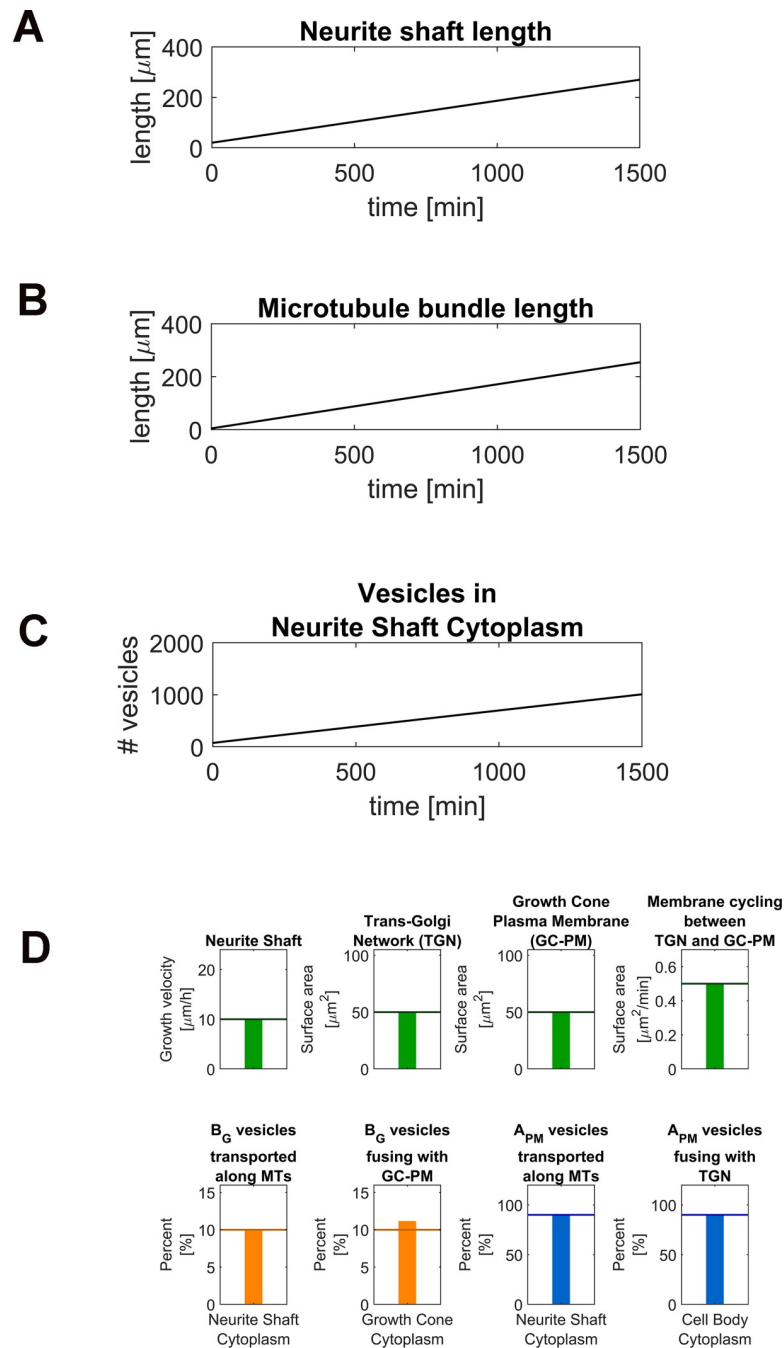 A
Neurite shaft length
length [μm]
400
200
0
0 500 1000 1500
time [min]
B
Microtubule bundle length
length [μm]
400
200
0
0 500 1000 1500
time [min]
C
Vesicles in
Neurite Shaft Cytoplasm
# vesicles
2000
1000
0
0 500 1000 1500
time [min]
D
Neurite Shaft
Growth velocity
[μm/h]
20
10
0
Trans-Golgi
Network (TGN)
Surface area
[μm²]
100
50
0
Growth Cone
Plasma Membrane
(GC-PM)
Surface area
[μm²]
100
50
0
Membrane cycling
between
TGN and GC-PM
Surface area
[μm²/min]
0.6
0.4
0.2
0
B_G vesicles
transported
along MTs
Percent
[%]
15
10
5
0
Neurite Shaft
Cytoplasm
B_G vesicles
fusing with
GC-PM
Percent
[%]
15
10
5
0
Growth Cone
Cytoplasm
A_PM vesicles
transported
along MTs
Percent
[%]
100
50
0
Neurite Shaft
Cytoplasm
A_PM vesicles
fusing with
TGN
Percent
[%]
100
50
0
Cell Body
Cytoplasm